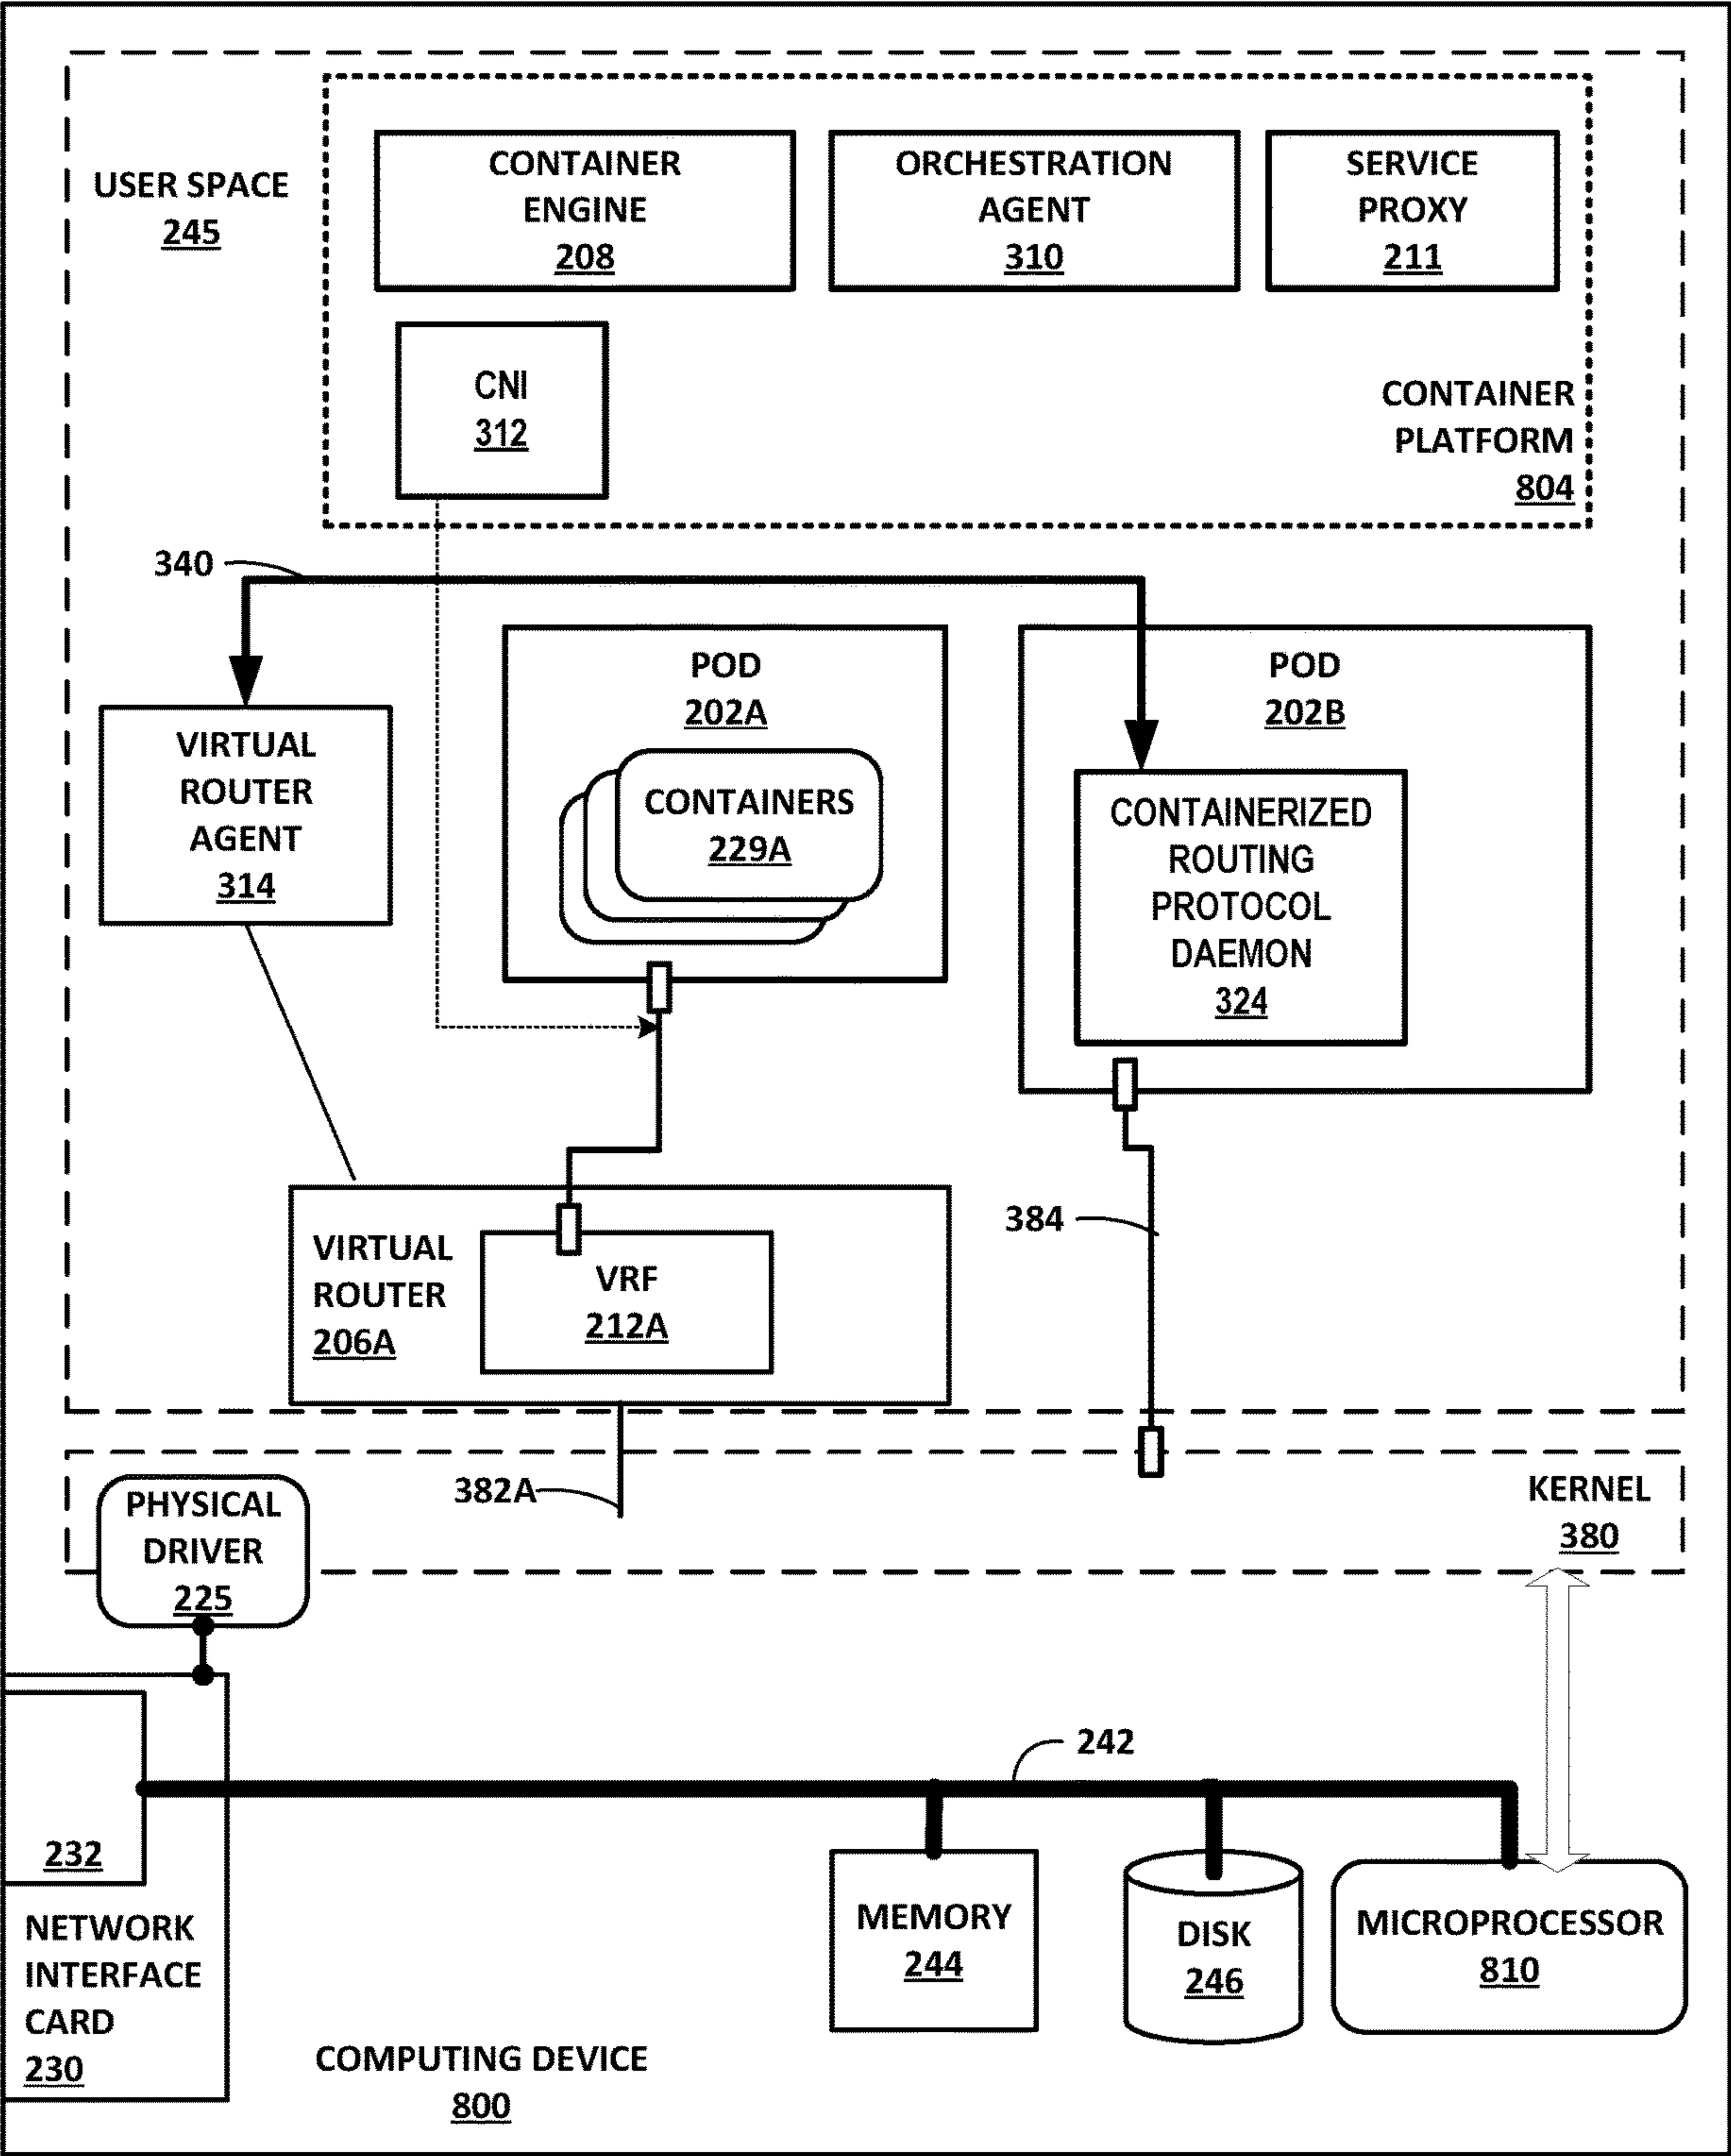 USER SPACE
245
CONTAINER
ENGINE
208
ORCHESTRATION
AGENT
310
SERVICE
PROXY
211
CNI
312
CONTAINER
PLATFORM
804
340
VIRTUAL
ROUTER
AGENT
314
POD
202A
CONTAINERS
229A
POD
202B
CONTAINERIZED
ROUTING
PROTOCOL
DAEMON
324
VIRTUAL
ROUTER
206A
VRF
212A
384
382A
KERNEL
380
PHYSICAL
DRIVER
225
242
232
NETWORK
INTERFACE
CARD
230
MEMORY
244
DISK
246
MICROPROCESSOR
810
COMPUTING DEVICE
800